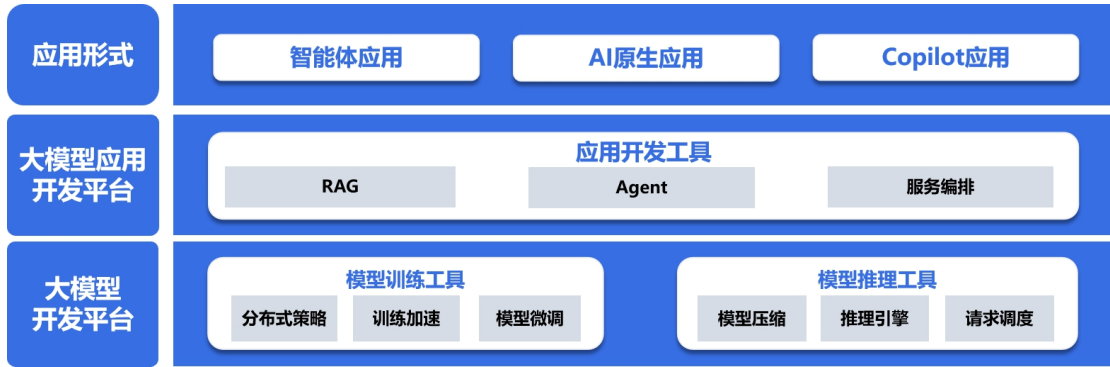 应用形式
智能体应用
AI原生应用
Copilot应用
大模型应用
开发平台
应用开发工具
RAG
Agent
服务编排
大模型
开发平台
模型训练工具
分布式策略
训练加速
模型微调
模型推理工具
模型压缩
推理引擎
请求调度